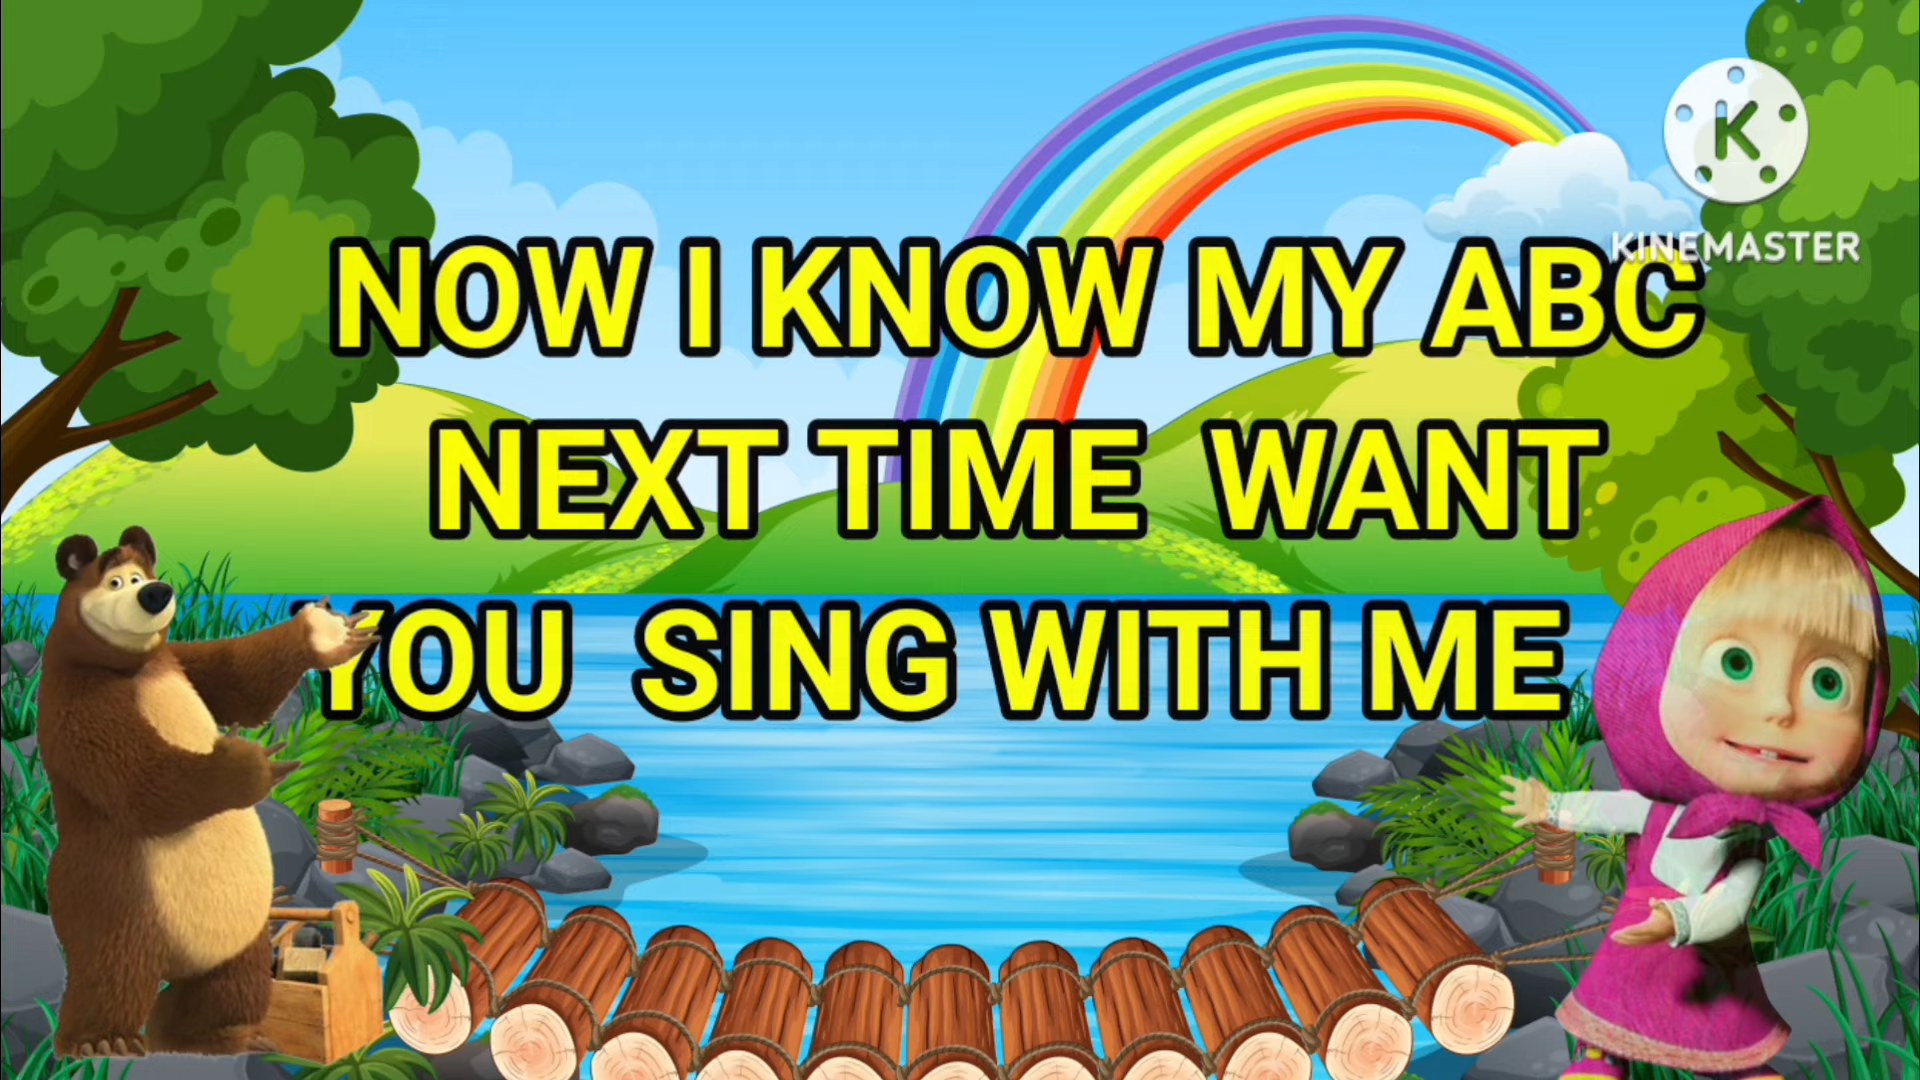 K
KINEMASTER
NOW I KNOW MY ABC
NEXT TIME WANT
YOU SING WITH ME